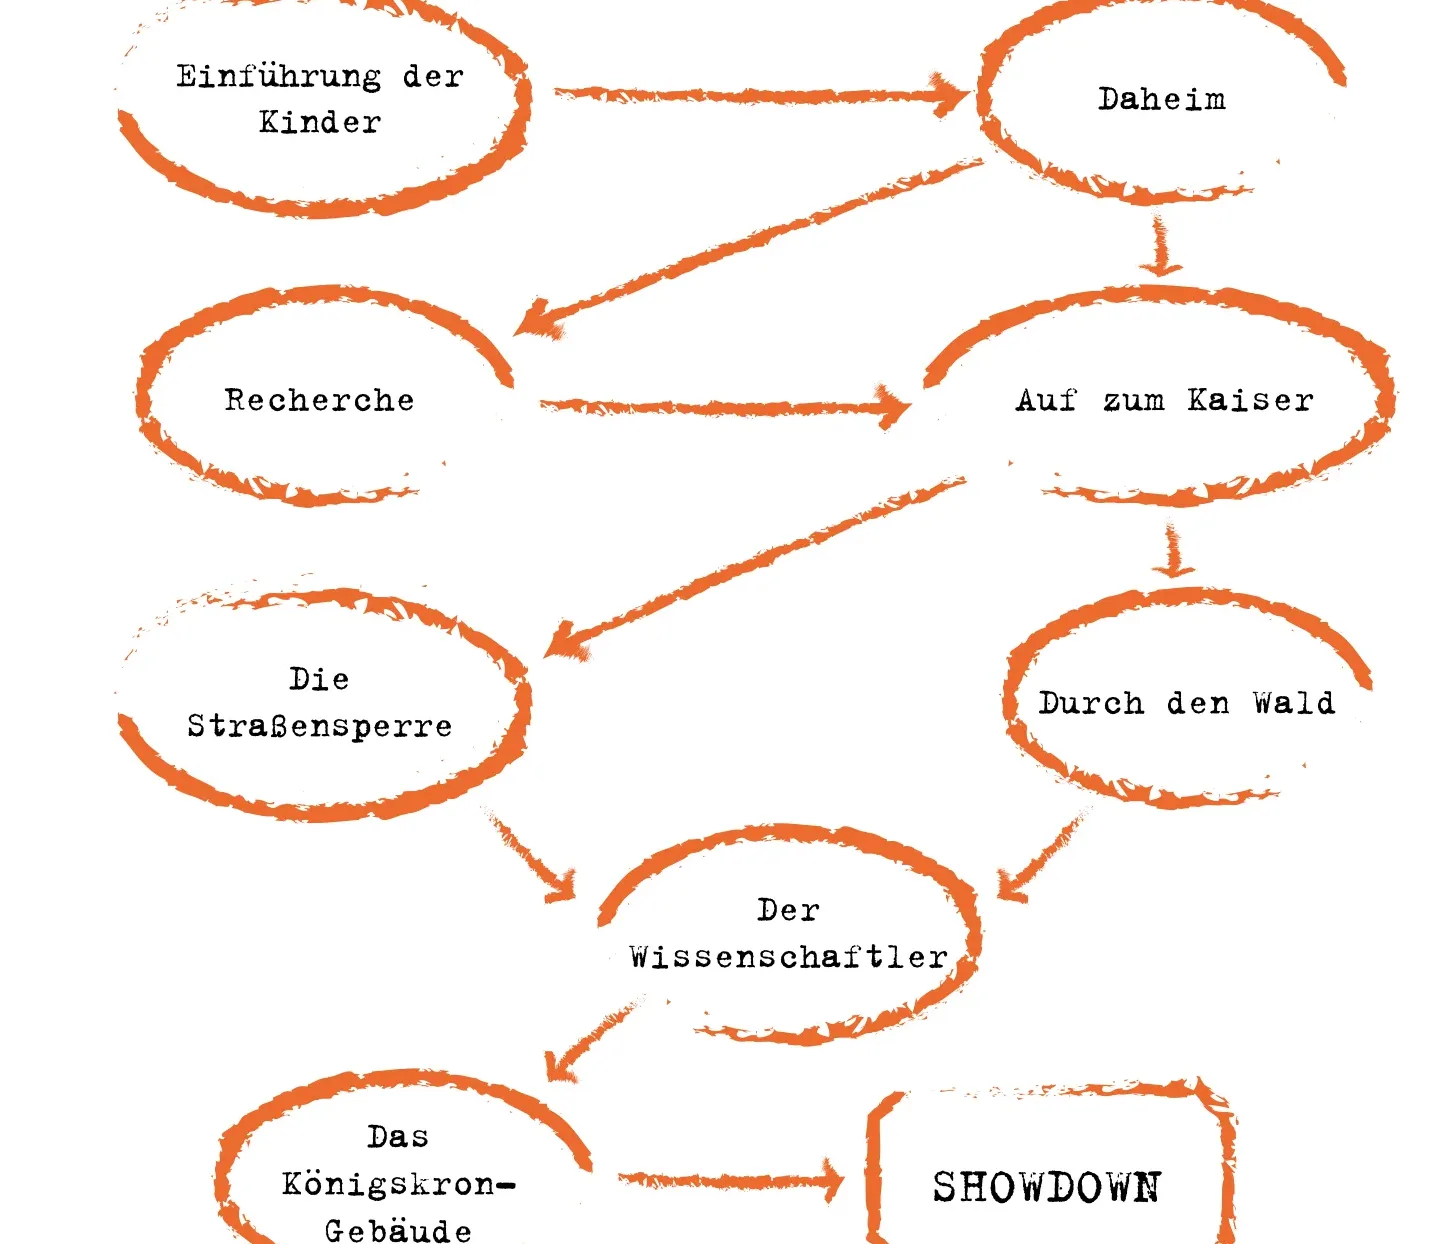 Einführung der
Kinder
Daheim
Recherche
Auf zum Kaiser
Die
Straßensperre
Durch den Wald
Der
Wissenschaftler
Das
Königskron-
Gebäude
SHOWDOWN